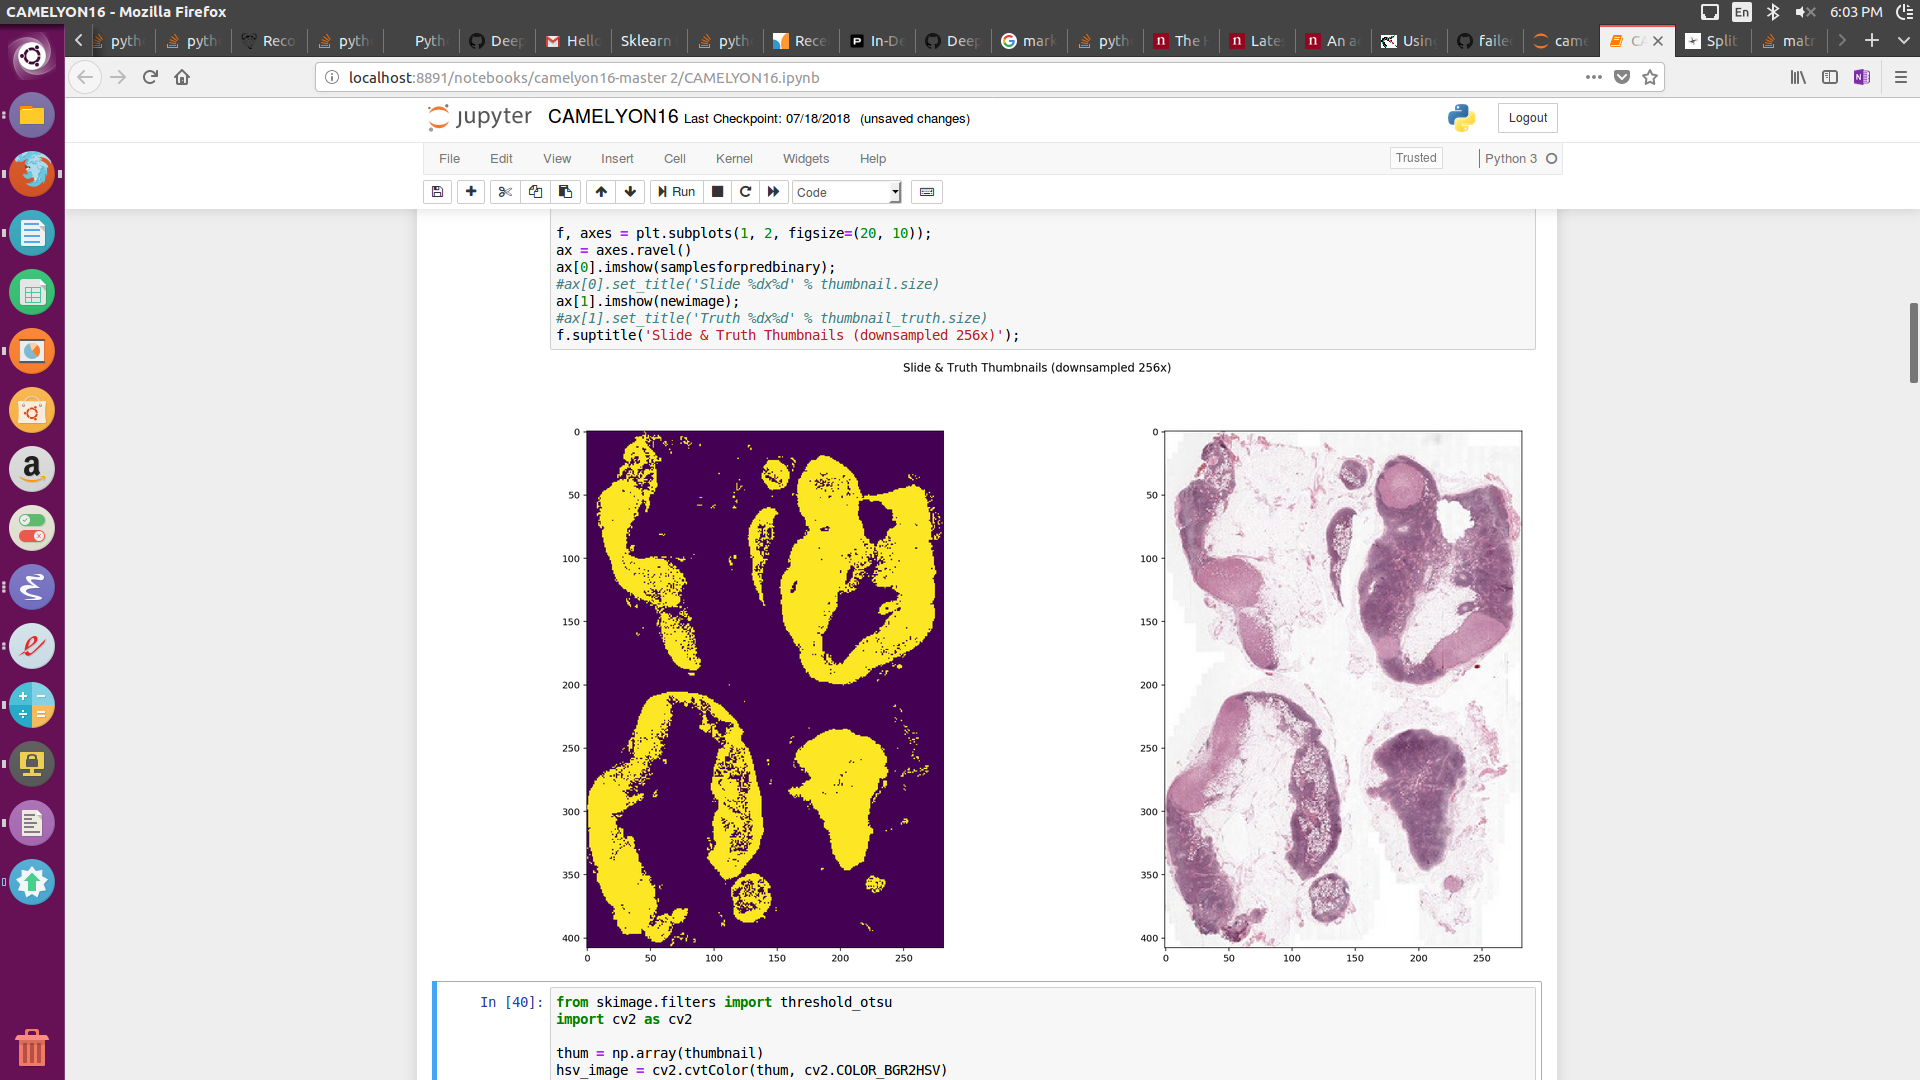 CAMELYON16 - Mozilla Firefox
En
6:03 PM
pyth
pyth
Reco
pyth
Pyth
Deep
Hello
Sklearn
pyth
Rece
In-De
Deep
mark
pyth
The H
Late
An a
Using
faile
came
CA
Split
matr
localhost:8891/notebooks/camelyon16-master 2/CAMELYON16.ipynb
jupyter CAMELYON16 Last Checkpoint: 07/18/2018 (unsaved changes)
Logout
File Edit View Insert Cell Kernel Widgets Help
Trusted
Python 3
Run
Code
f, axes = plt.subplots(1, 2, figsize=(20, 10));
ax = axes.ravel()
ax[0].imshow(samplesforpredbinary);
#ax[0].set_title('Slide %dx%d' % thumbnail.size)
ax[1].imshow(newimage);
#ax[1].set_title('Truth %dx%d' % thumbnail_truth.size)
f.suptitle('Slide & Truth Thumbnails (downsampled 256x)');
Slide & Truth Thumbnails (downsampled 256x)
0
50
100
150
200
250
300
350
400
0 50 100 150 200 250
0
50
100
150
200
250
300
350
400
0 50 100 150 200 250
In [40]:
from skimage.filters import threshold_otsu
import cv2 as cv2
thum = np.array(thumbnail)
hsv_image = cv2.cvtColor(thum, cv2.COLOR_BGR2HSV)